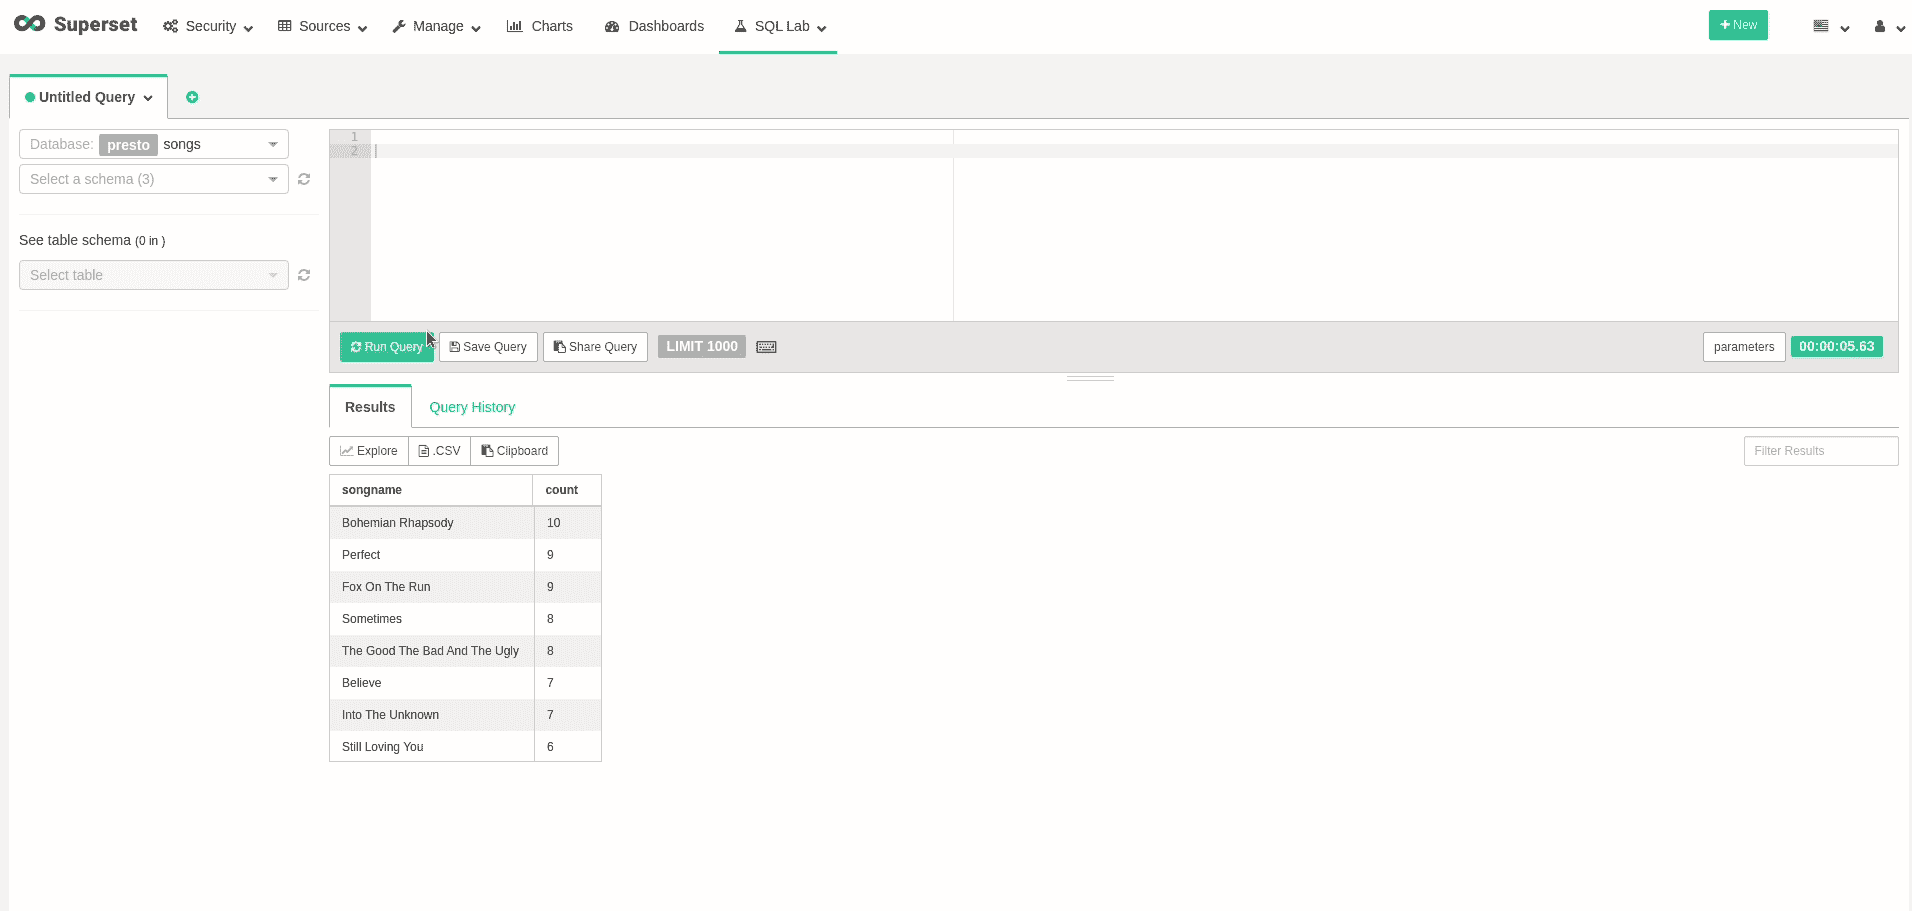 Superset Security Sources Manage Charts Dashboards SQL Lab + New
Untitled Query
Database: presto songs
Select a schema (3)
See table schema (0 in )
Select table
1
2
Run Query Save Query Share Query LIMIT 1000 parameters 00:00:05.63
Results Query History
Explore .CSV Clipboard Filter Results
songname count
Bohemian Rhapsody 10
Perfect 9
Fox On The Run 9
Sometimes 8
The Good The Bad And The Ugly 8
Believe 7
Into The Unknown 7
Still Loving You 6